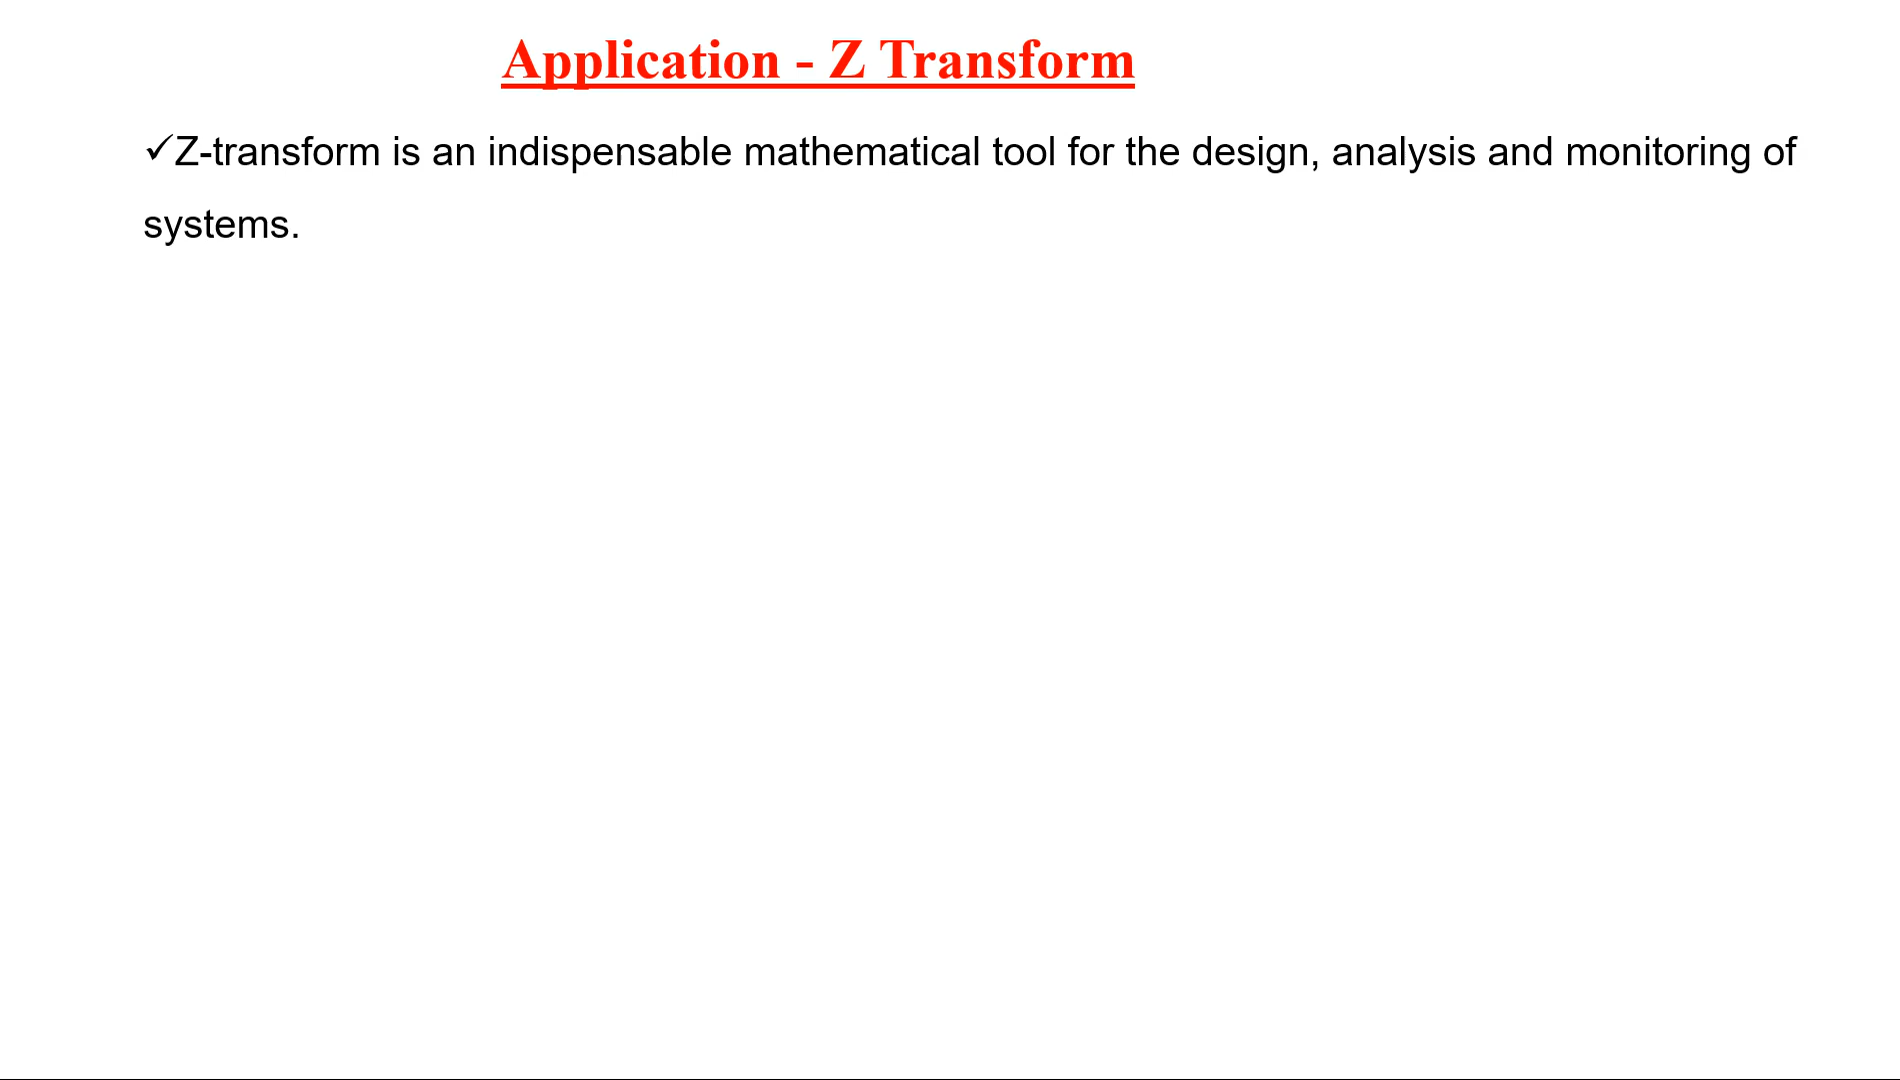 Application - Z Transform
✓Z-transform is an indispensable mathematical tool for the design, analysis and monitoring of
systems.